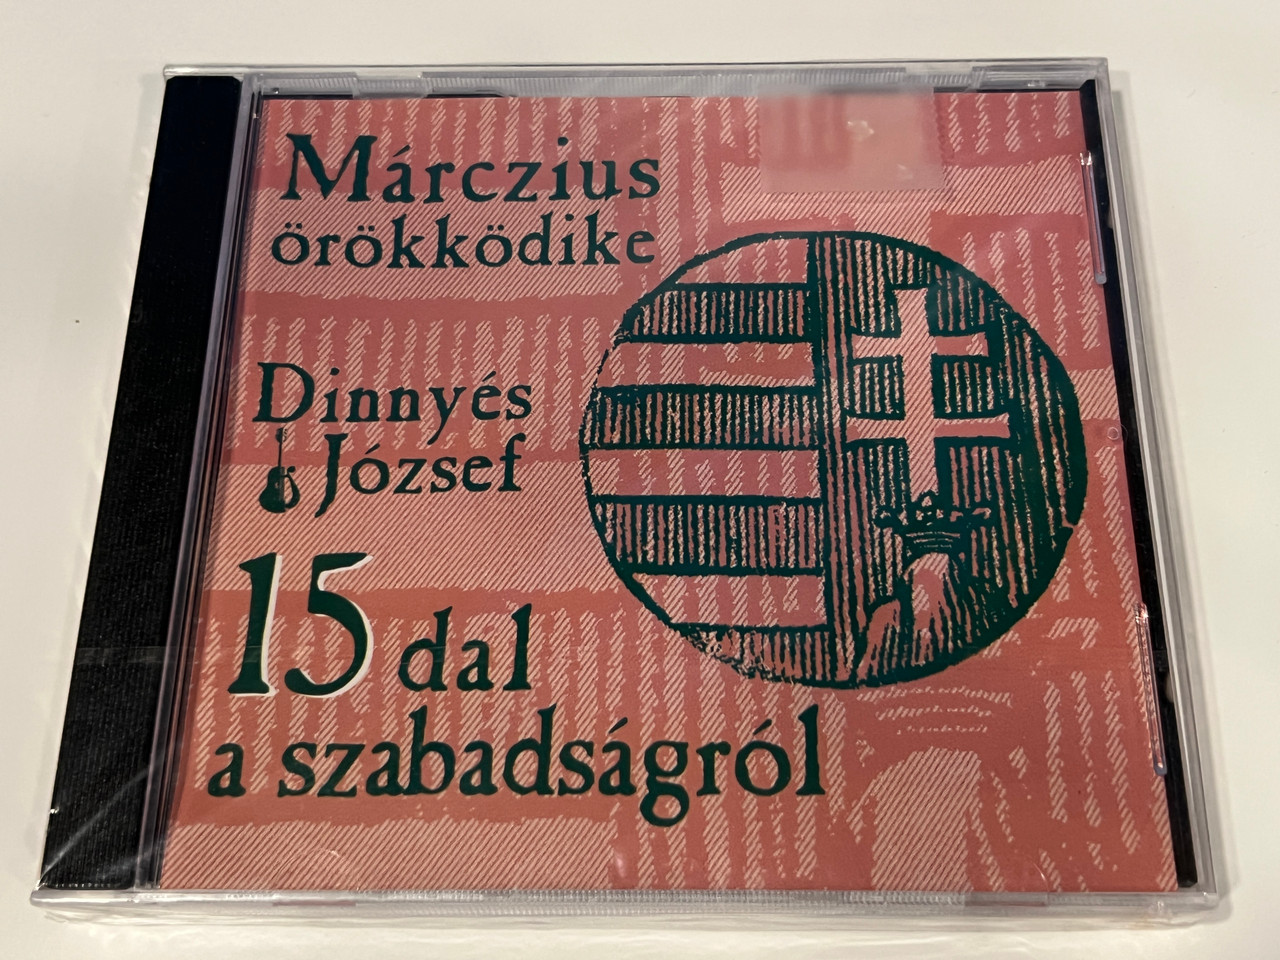 Márczius
örökködike
Dinnyés
József
15 dal
a szabadságról